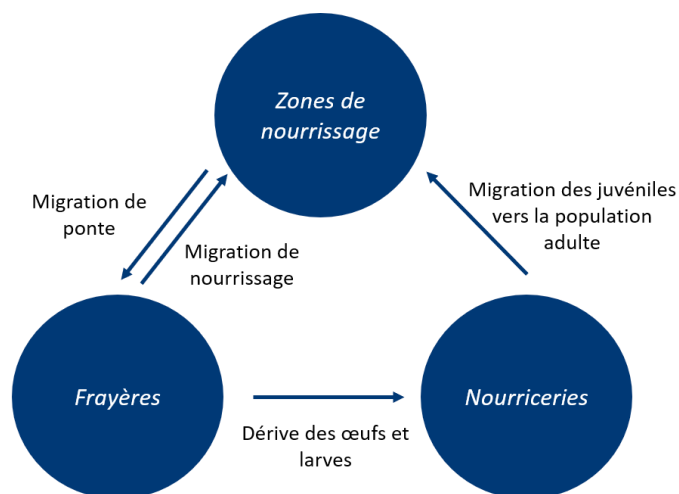 Zones de
nourrissage
Migration de
ponte
Migration de
nourrissage
Migration des juvéniles
vers la population
adulte
Frayères
Nourriceries
Dérive des œufs et
larves